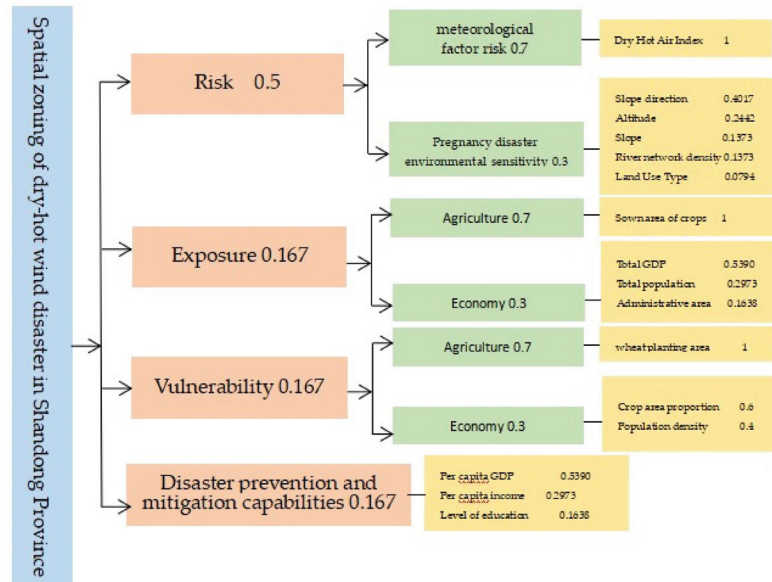 Spatial zoning of dry-hot wind disaster in Shandong Province
Risk 0.5
meteorological
factor risk 0.7
Dry Hot Air Index 1
Pregnancy disaster
environmental sensitivity 0.3
Slope direction 0.4017
Altitude 0.2442
Slope 0.1373
River network density 0.1373
Land Use Type 0.0794
Exposure 0.167
Agriculture 0.7
Sown area of crops 1
Economy 0.3
Total GDP 0.5390
Total population 0.2973
Administrative area 0.1638
Vulnerability 0.167
Agriculture 0.7
wheat planting area 1
Economy 0.3
Crop area proportion 0.6
Population density 0.4
Disaster prevention and
mitigation capabilities 0.167
Per capita GDP 0.5390
Per capita income 0.2973
Level of education 0.1638